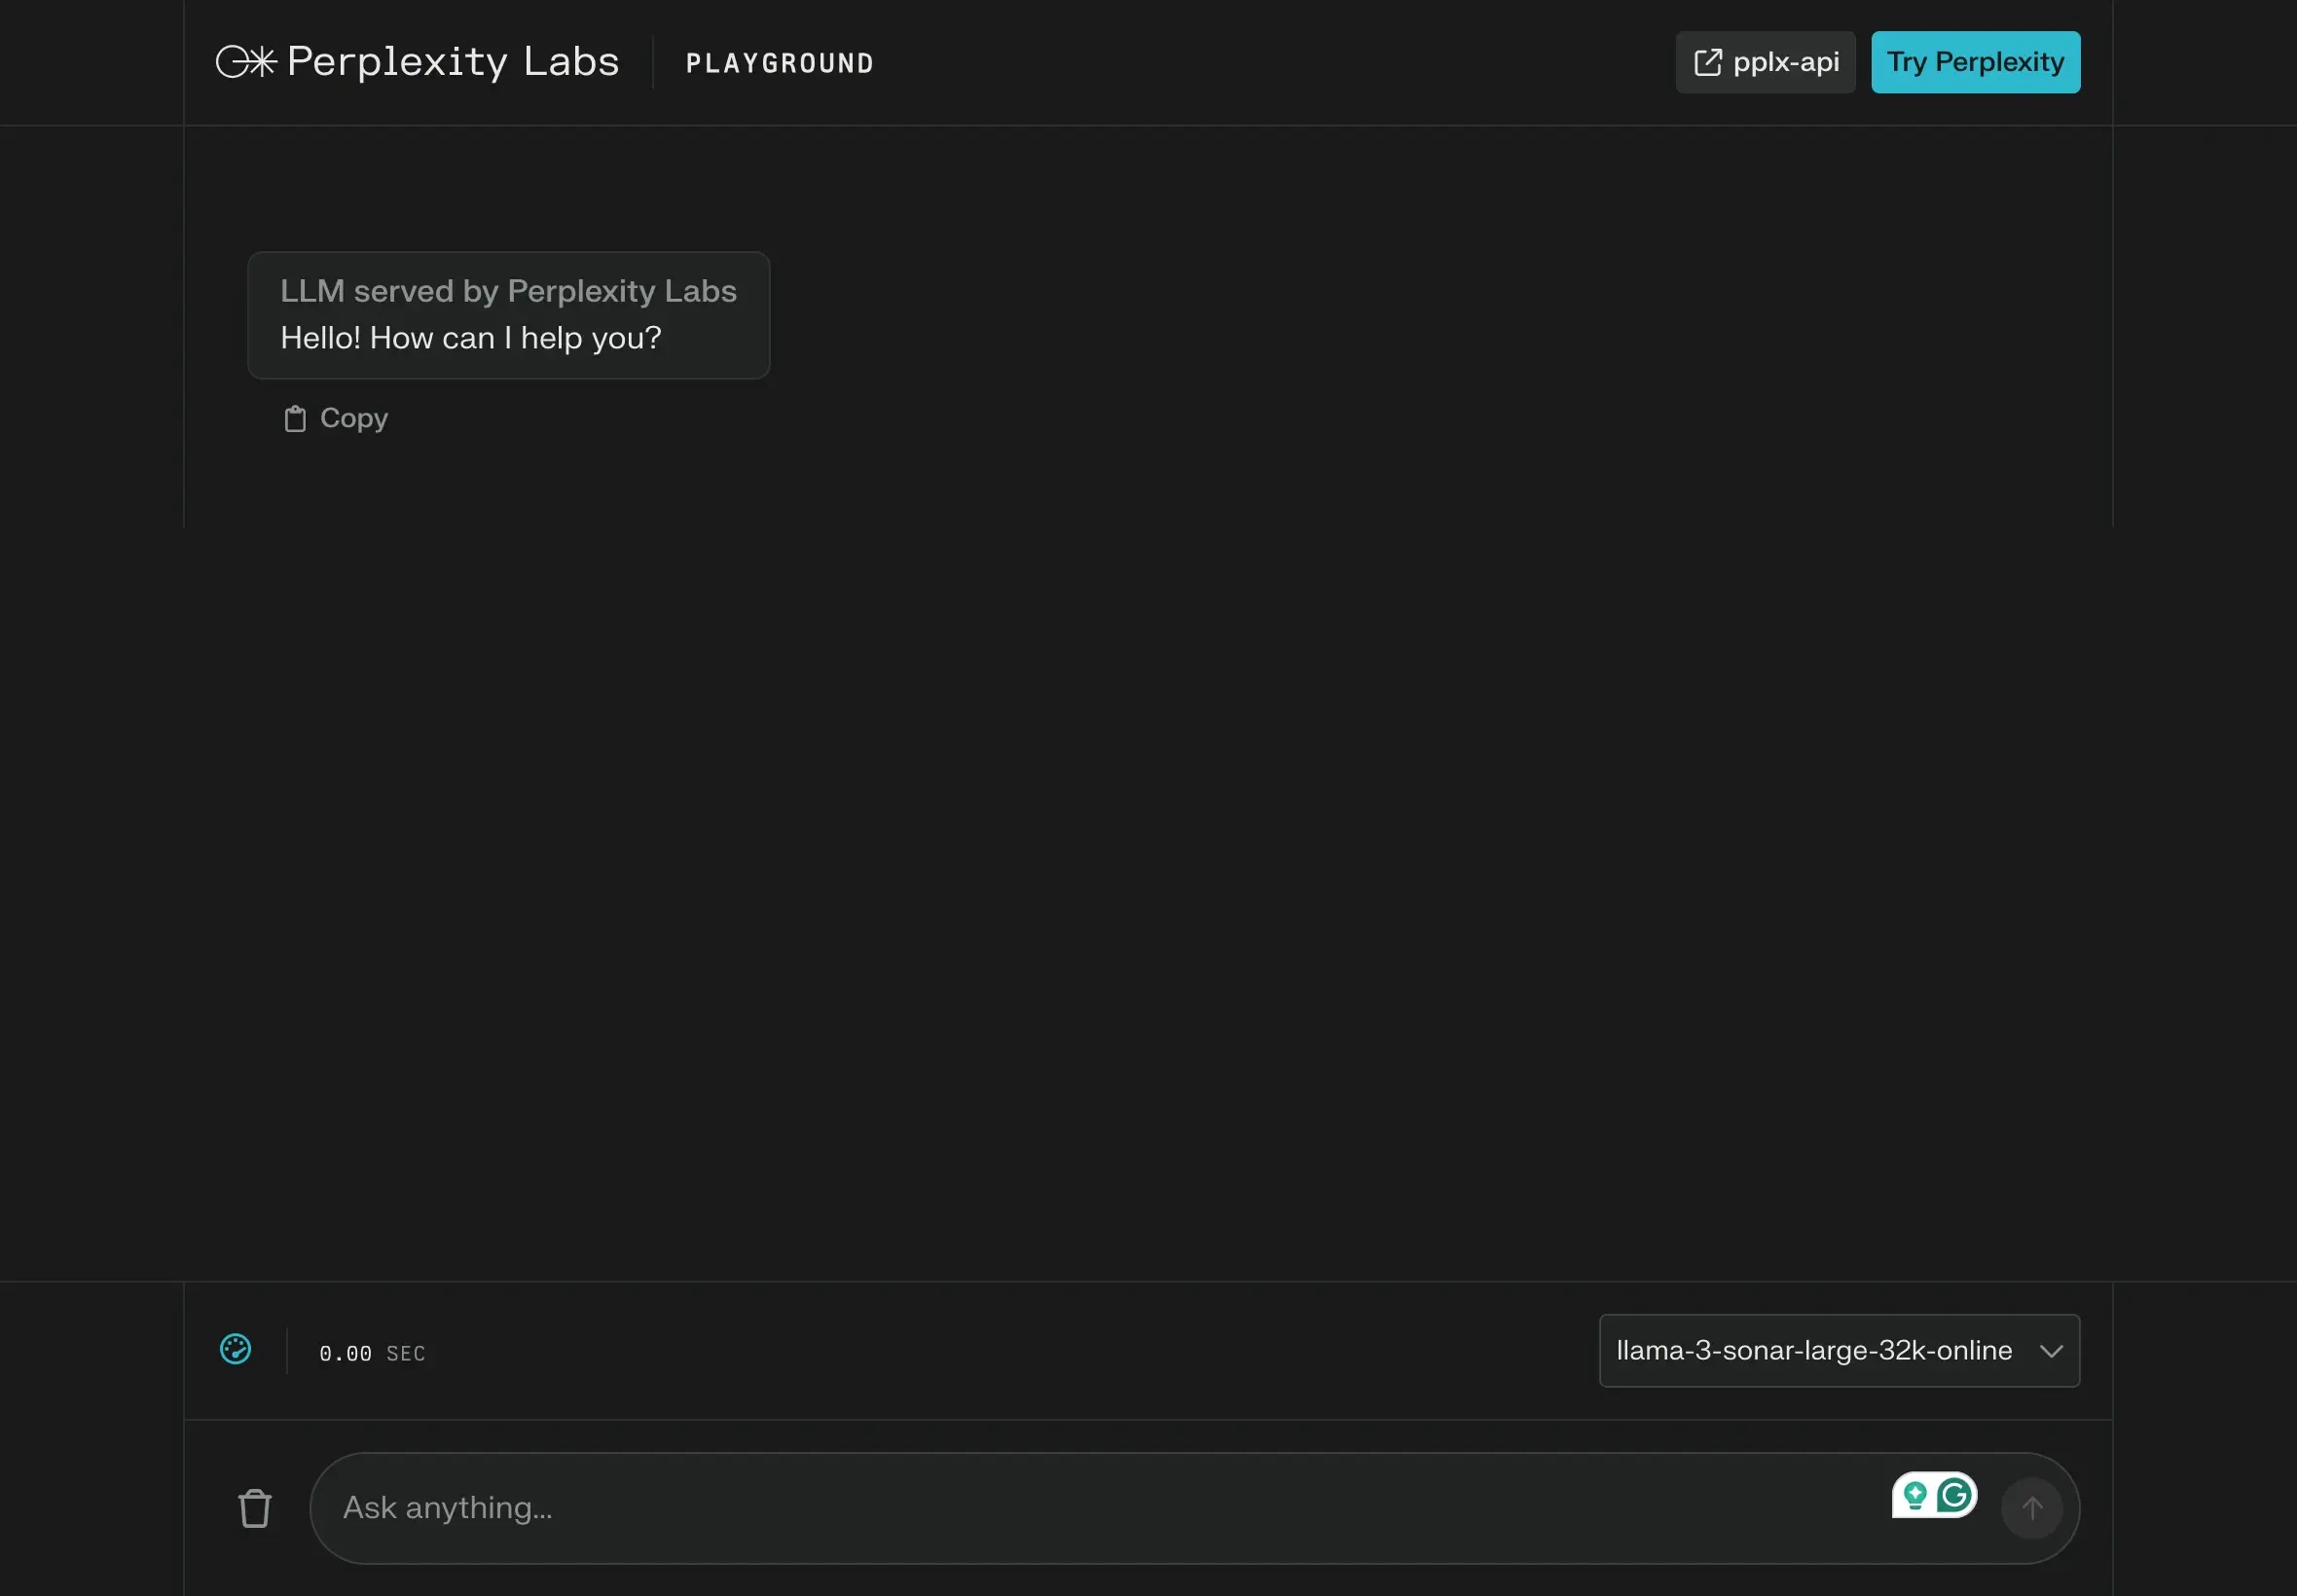 Perplexity Labs
PLAYGROUND
pplx-api
Try Perplexity
LLM served by Perplexity Labs
Hello! How can I help you?
Copy
0.00 SEC
llama-3-sonar-large-32k-online
Ask anything...